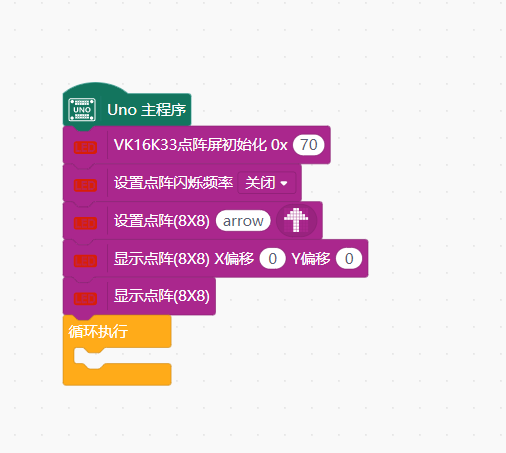 UNO Uno 主程序
VK16K33点阵屏初始化 0x 70
设置点阵闪烁频率 关闭
设置点阵(8X8) arrow
显示点阵(8X8) X偏移 0 Y偏移 0
显示点阵(8X8)
循环执行